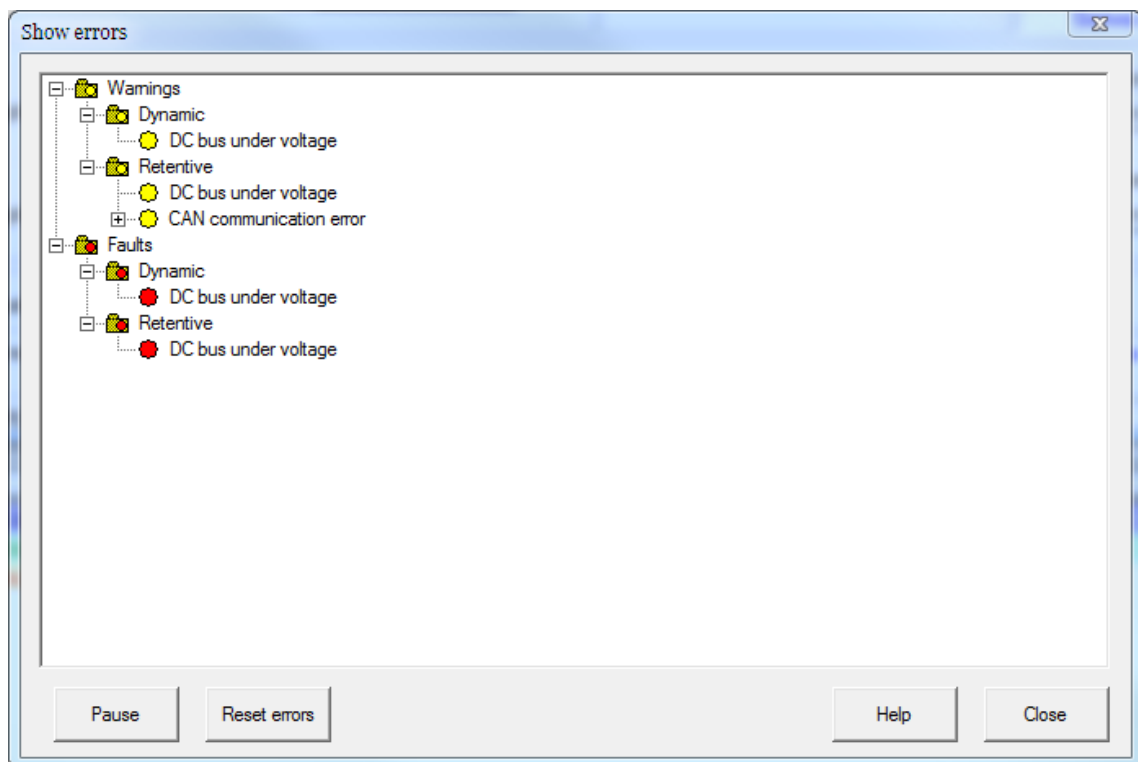 Show errors
Warnings
Dynamic
DC bus under voltage
Retentive
DC bus under voltage
CAN communication error
Faults
Dynamic
DC bus under voltage
Retentive
DC bus under voltage
Pause Reset errors Help Close